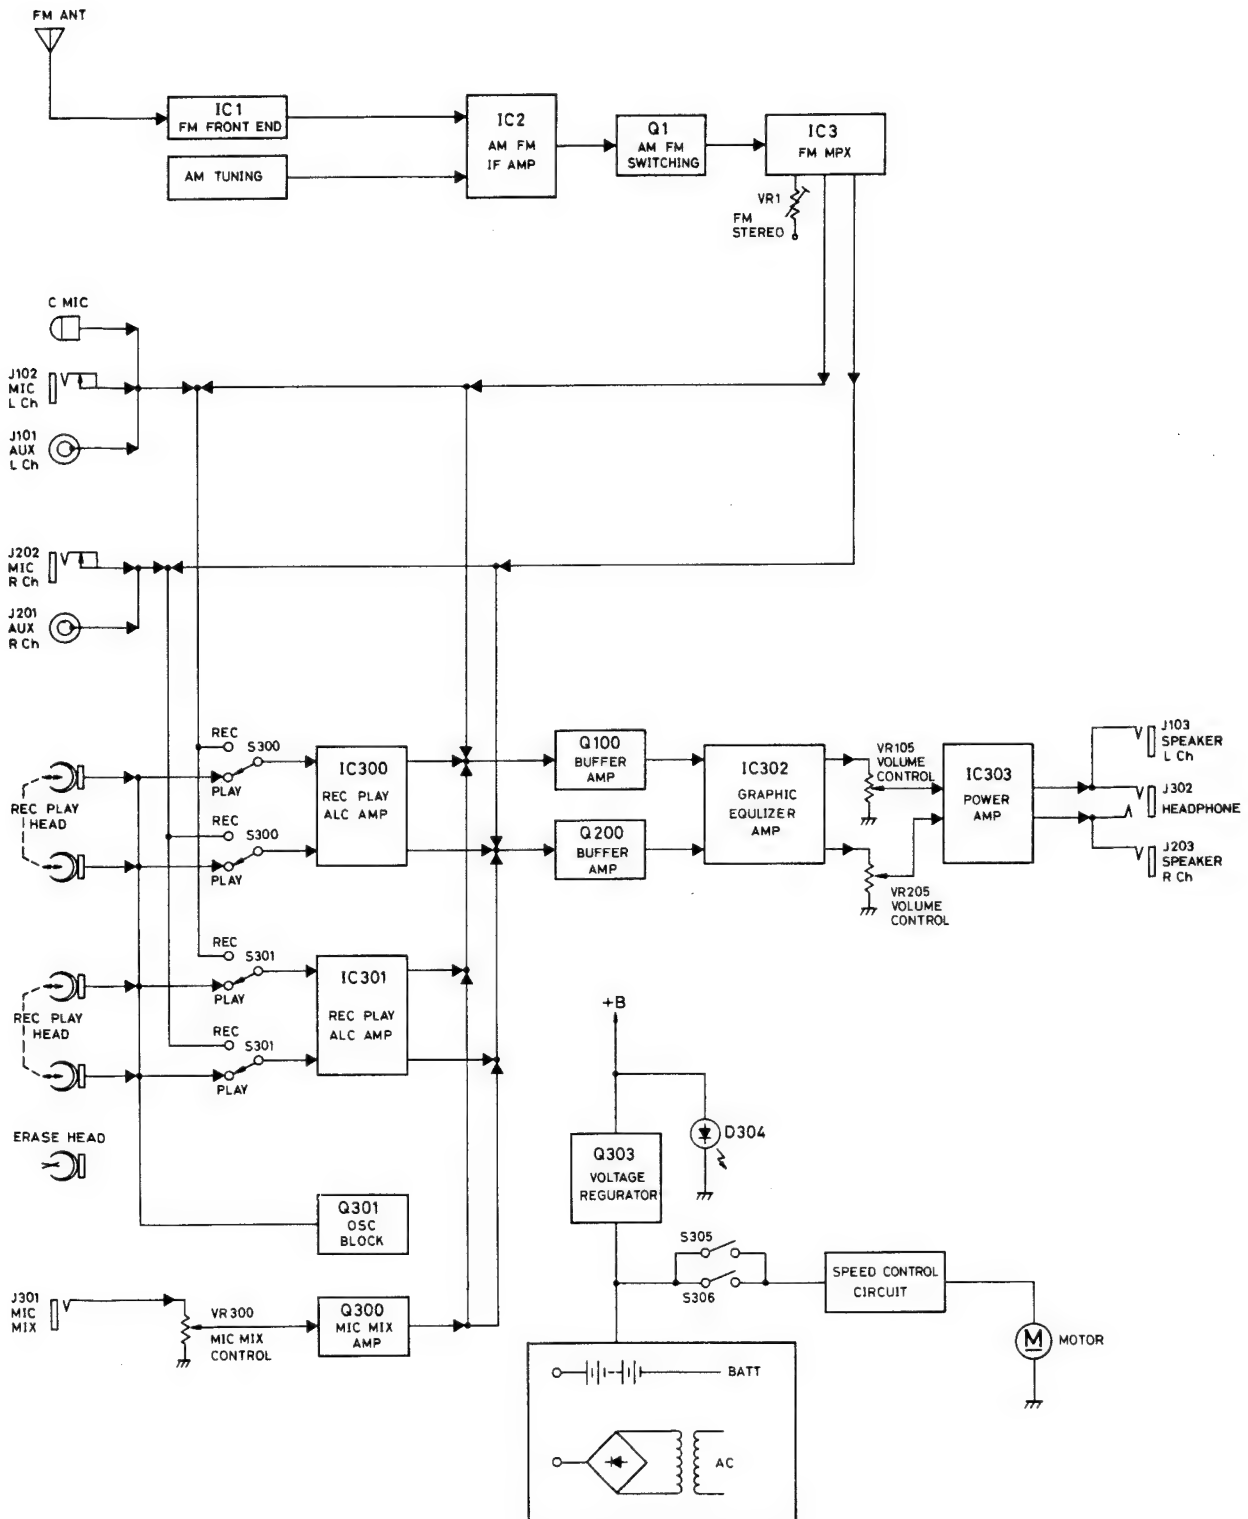 FM ANT
IC1
FM FRONT END
AM TUNING
IC2
AM FM
IF AMP
Q1
AM FM
SWITCHING
IC3
FM MPX
VR1
FM
STEREO
C MIC
J102
MIC
L Ch
J101
AUX
L Ch
J202
MIC
R Ch
J201
AUX
R Ch
REC
S300
PLAY
REC PLAY
HEAD
REC
S300
PLAY
IC300
REC PLAY
ALC AMP
Q100
BUFFER
AMP
Q200
BUFFER
AMP
IC302
GRAPHIC
EQULIZER
AMP
VR105
VOLUME
CONTROL
VR205
VOLUME
CONTROL
IC303
POWER
AMP
J103
SPEAKER
L Ch
J302
HEADPHONE
J203
SPEAKER
R Ch
REC
S301
PLAY
REC PLAY
HEAD
REC
S301
PLAY
IC301
REC PLAY
ALC AMP
ERASE HEAD
Q301
OSC
BLOCK
J301
MIC
MIX
VR300
MIC MIX
CONTROL
Q300
MIC MIX
AMP
+B
D304
Q303
VOLTAGE
REGURATOR
S305
S306
SPEED CONTROL
CIRCUIT
M
MOTOR
BATT
AC